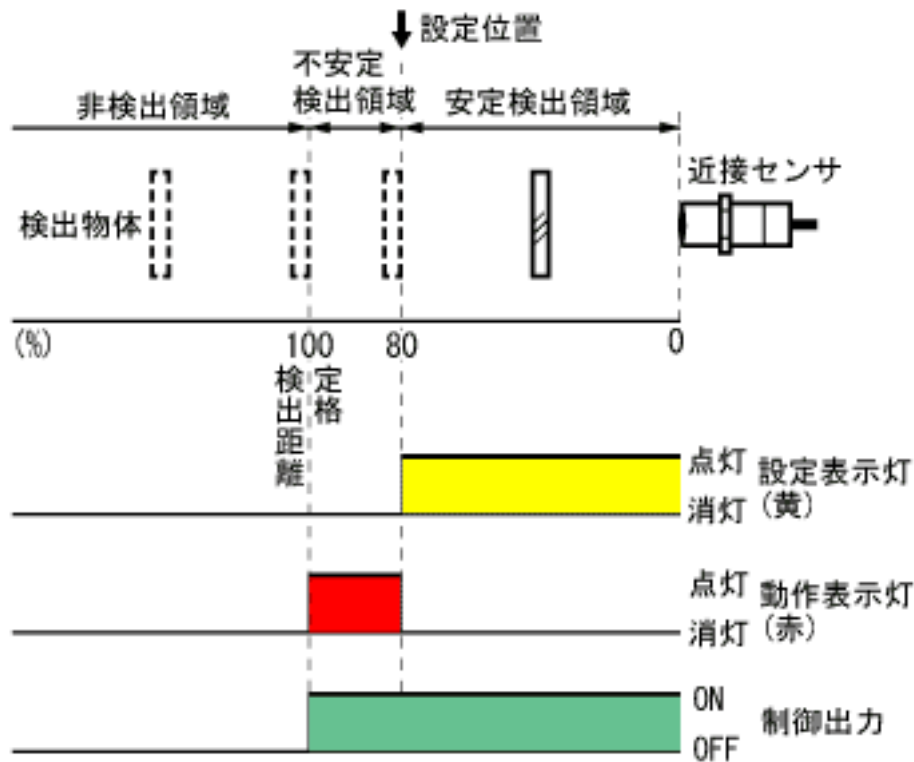 設定位置
不安定
非検出領域 検出領域 安定検出領域
近接センサ
検出物体
(%) 100 80 0
定格
検出距離
点灯 設定表示灯
消灯 (黄)
点灯 動作表示灯
消灯 (赤)
ON 制御出力
OFF